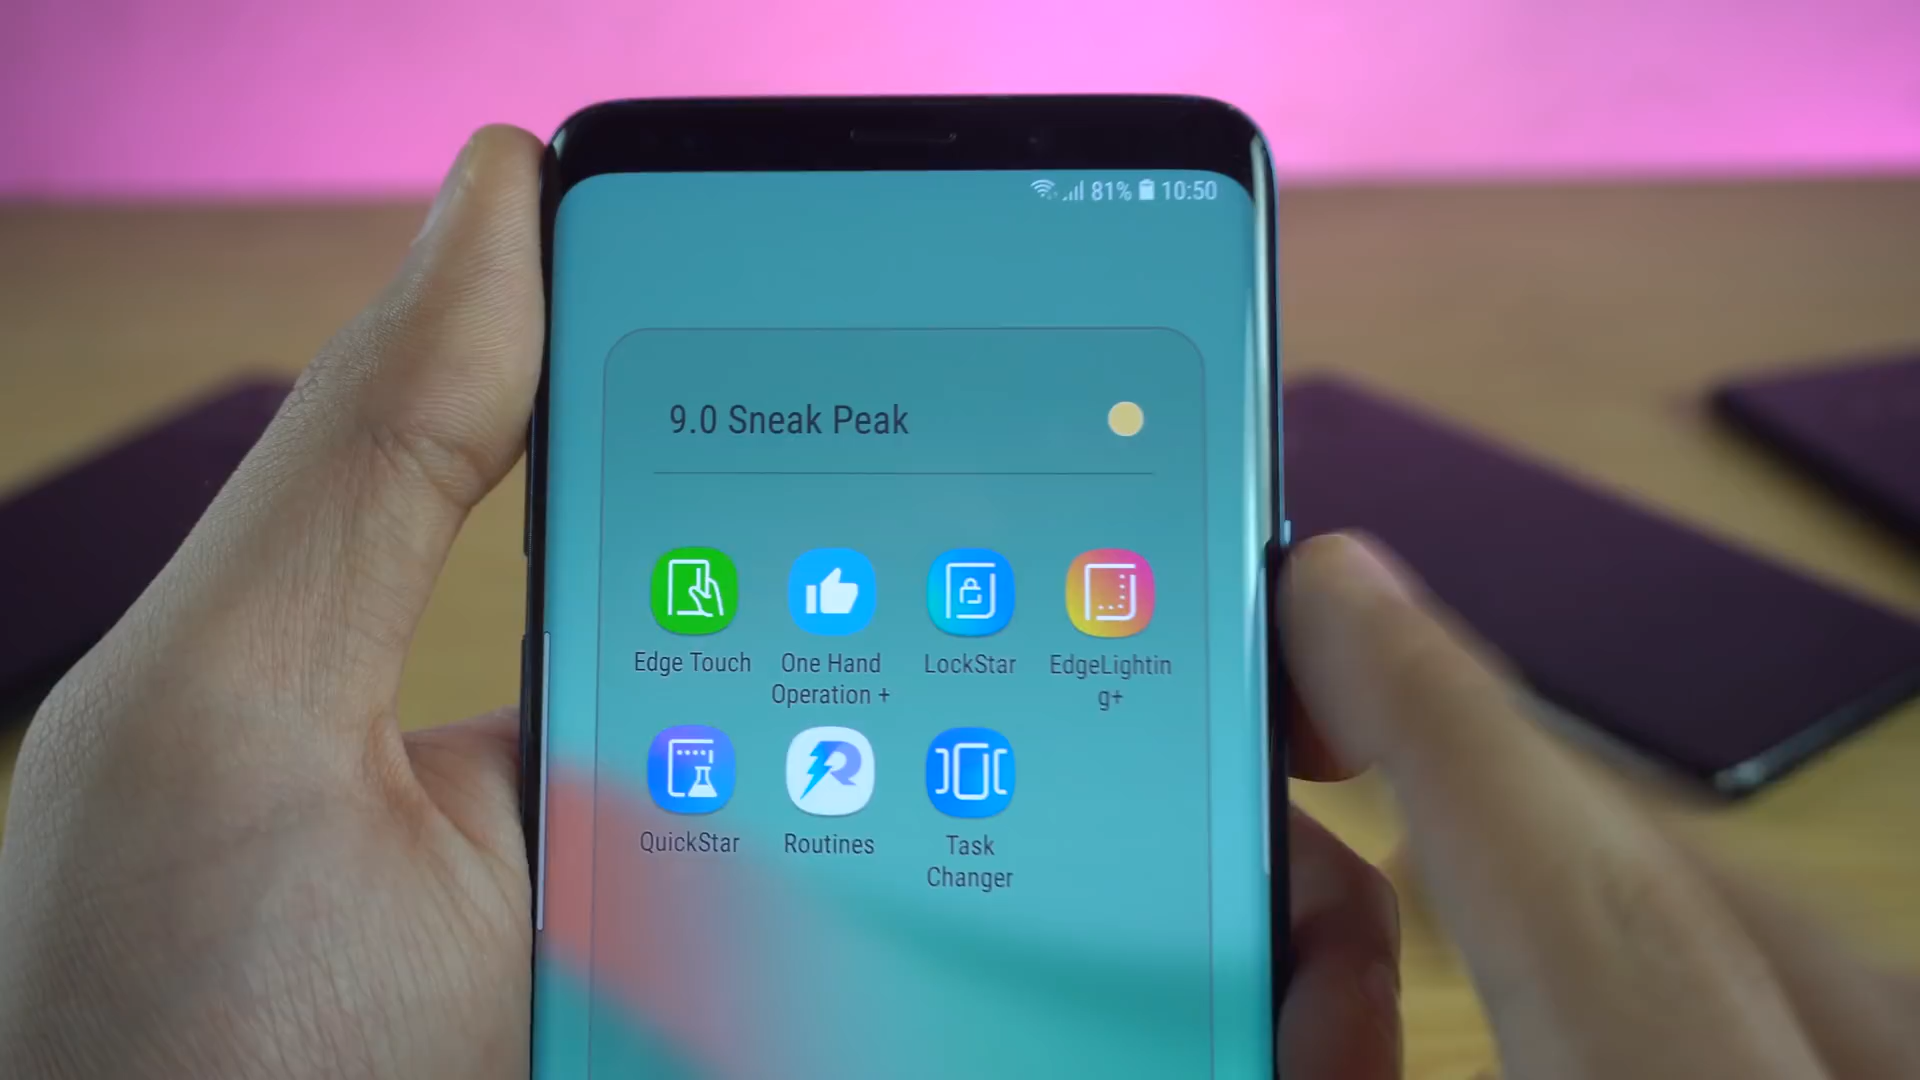 81% 10:50
9.0 Sneak Peak
Edge Touch
One Hand
Operation +
LockStar
EdgeLightin
g+
QuickStar
Routines
Task
Changer